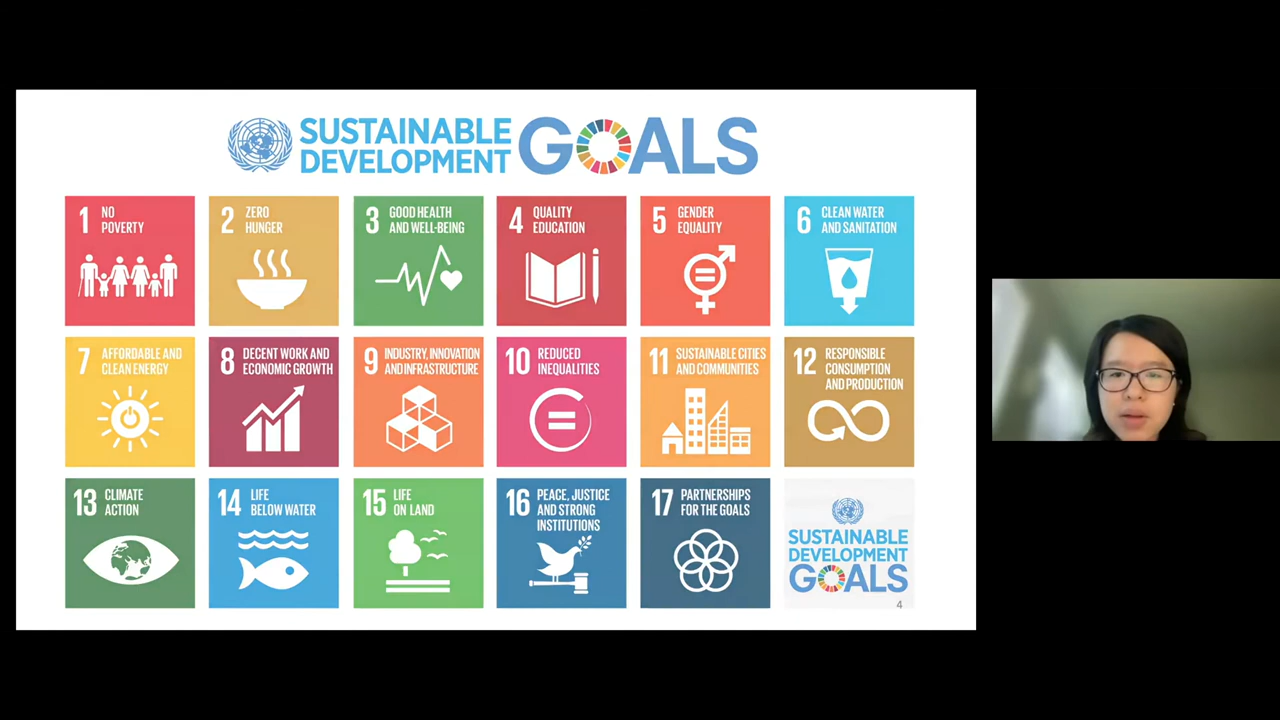 SUSTAINABLE
DEVELOPMENT
GOALS
1 NO
POVERTY
2 ZERO
HUNGER
3 GOOD HEALTH
AND WELL-BEING
4 QUALITY
EDUCATION
5 GENDER
EQUALITY
6 CLEAN WATER
AND SANITATION
7 AFFORDABLE AND
CLEAN ENERGY
8 DECENT WORK AND
ECONOMIC GROWTH
9 INDUSTRY, INNOVATION
AND INFRASTRUCTURE
10 REDUCED
INEQUALITIES
11 SUSTAINABLE CITIES
AND COMMUNITIES
12 RESPONSIBLE
CONSUMPTION
AND PRODUCTION
13 CLIMATE
ACTION
14 LIFE
BELOW WATER
15 LIFE
ON LAND
16 PEACE, JUSTICE
AND STRONG
INSTITUTIONS
17 PARTNERSHIPS
FOR THE GOALS
SUSTAINABLE
DEVELOPMENT
GOALS
4